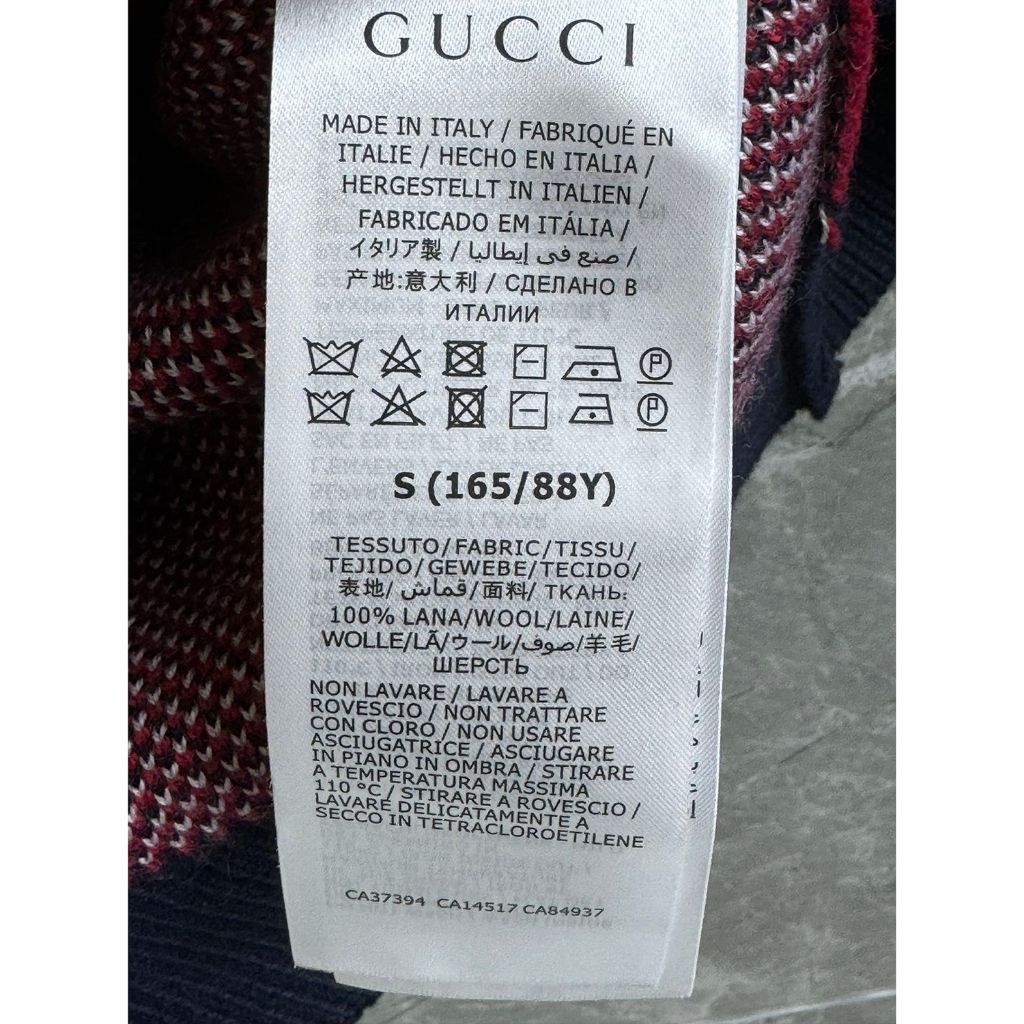 GUCCI
MADE IN ITALY / FABRIQUÉ EN
ITALIE / HECHO EN ITALIA /
HERGESTELLT IN ITALIEN /
FABRICADO EM ITÁLIA /
イタリア製 / صنع في إيطاليا /
产地:意大利 / СДЕЛАНО В
ИТАЛИИ
P
P
S (165/88Y)
TESSUTO/FABRIC/TISSU/
TEJIDO/GEWEBE/TECIDO/
表地/ قماش/面料/ ТКАНЬ:
100% LANA/WOOL/LAINE/
WOLLE/LÃ/ウール/صوف/羊毛/
ШЕРСТЬ
NON LAVARE / LAVARE A
ROVESCIO / NON TRATTARE
CON CLORO / NON USARE
ASCIUGATRICE / ASCIUGARE
IN PIANO IN OMBRA / STIRARE
A TEMPERATURA MASSIMA
110 °C / STIRARE A ROVESCIO /
LAVARE DELICATAMENTE A
SECCO IN TETRACLOROETILENE
CA37394 CA14517 CA84937